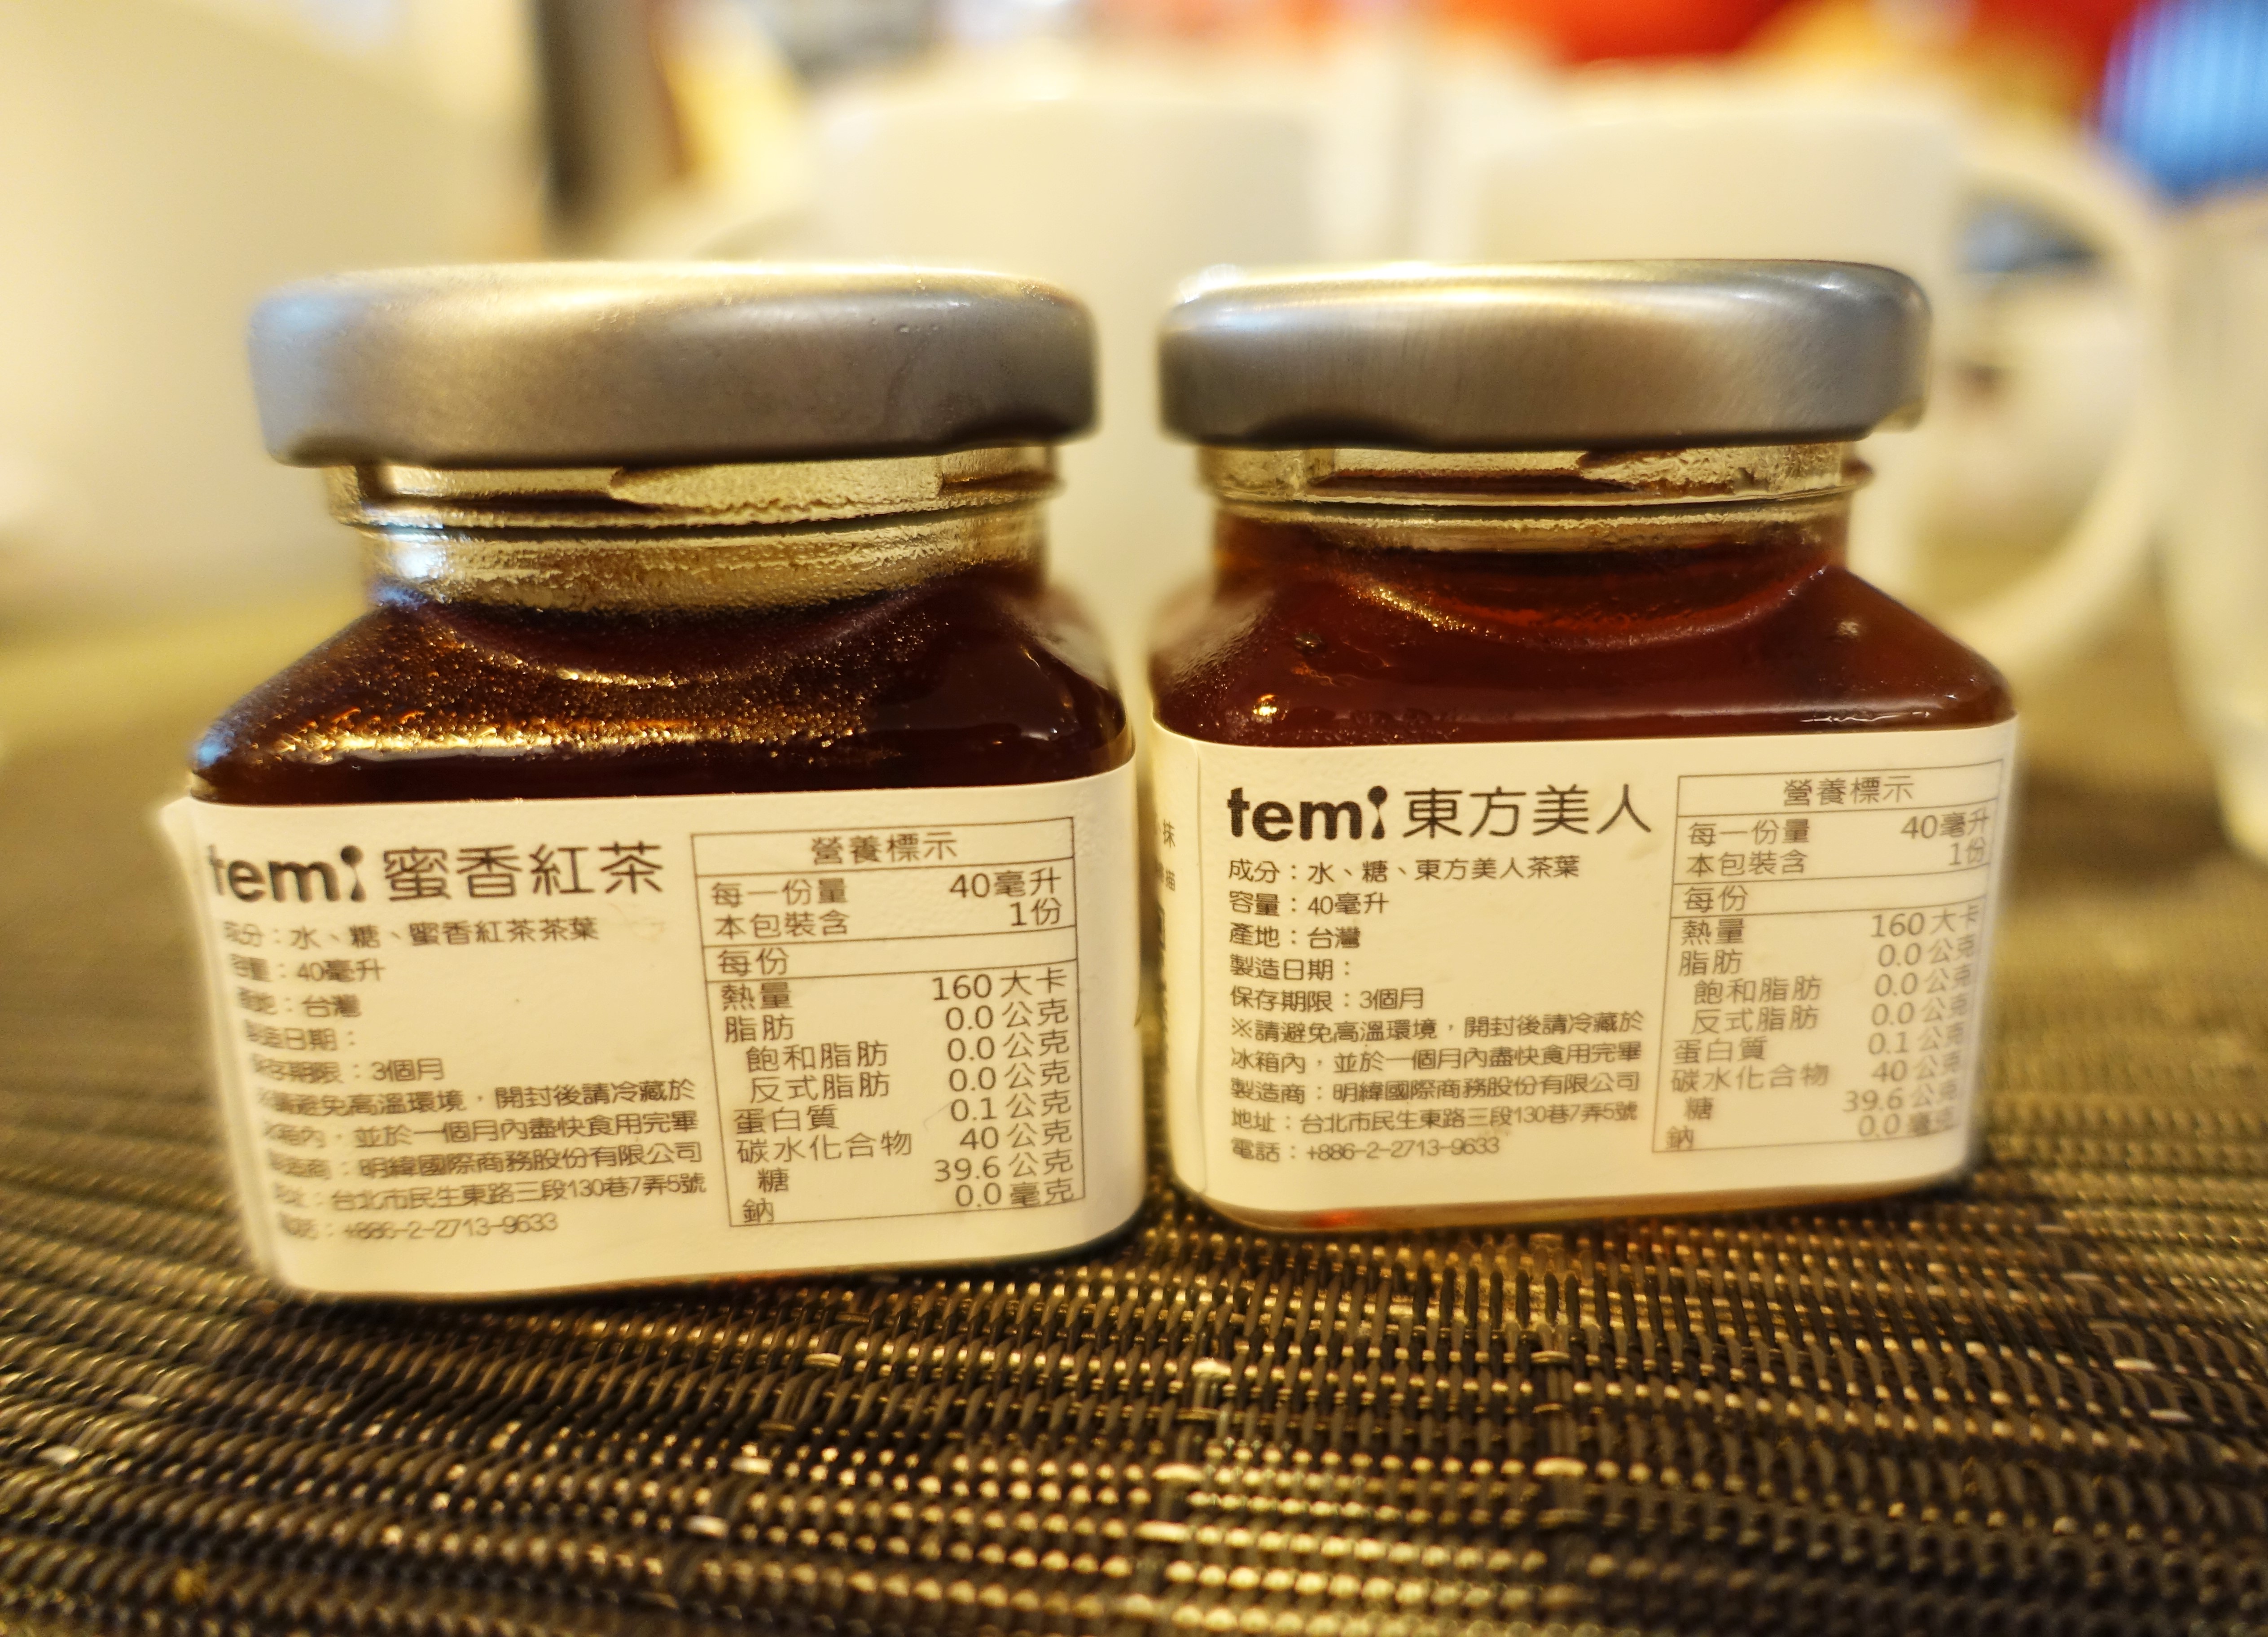 temi 蜜香紅茶
成分：水、糖、蜜香紅茶茶葉
容量：40毫升
產地：台灣
製造日期：
保存期限：3個月
※請避免高溫環境，開封後請冷藏於
冰箱內，並於一個月內盡快食用完畢
製造商：明緯國際商務股份有限公司
地址：台北市民生東路三段130巷7弄5號
電話：+886-2-2713-9633
營養標示
每一份量 40毫升
本包裝含 1份
每份
熱量 160 大卡
脂肪 0.0 公克
飽和脂肪 0.0 公克
反式脂肪 0.0 公克
蛋白質 0.1 公克
碳水化合物 40 公克
糖 39.6 公克
鈉 0.0 毫克
temi 東方美人
成分：水、糖、東方美人茶葉
容量：40毫升
產地：台灣
製造日期：
保存期限：3個月
※請避免高溫環境，開封後請冷藏於
冰箱內，並於一個月內盡快食用完畢
製造商：明緯國際商務股份有限公司
地址：台北市民生東路三段130巷7弄5號
電話：+886-2-2713-9633
營養標示
每一份量 40毫升
本包裝含 1份
每份
熱量 160 大卡
脂肪 0.0 公克
飽和脂肪 0.0 公克
反式脂肪 0.0 公克
蛋白質 0.1 公克
碳水化合物 40 公克
糖 39.6 公克
鈉 0.0 毫克